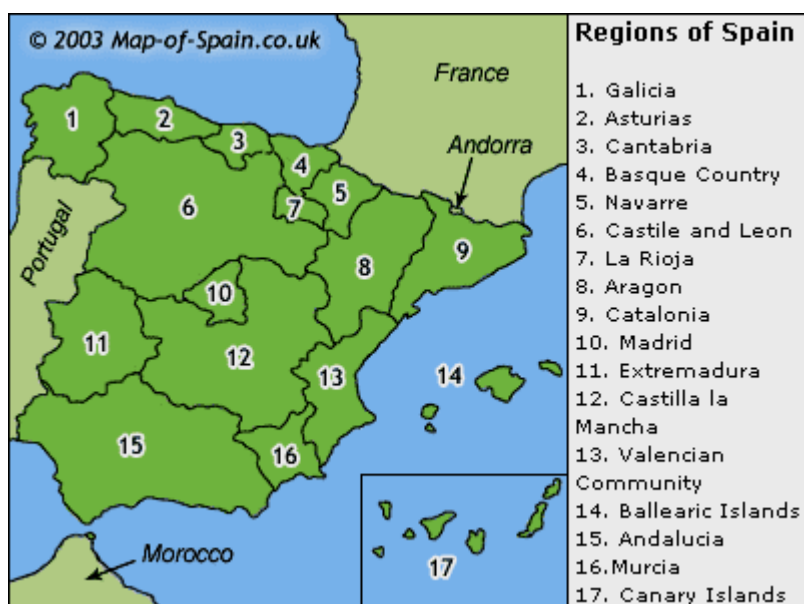 © 2003 Map-of-Spain.co.uk
France
Andorra
Portugal
Morocco
1
2
3
4
5
6
7
8
9
10
11
12
13
14
15
16
17
Regions of Spain
1. Galicia
2. Asturias
3. Cantabria
4. Basque Country
5. Navarre
6. Castile and Leon
7. La Rioja
8. Aragon
9. Catalonia
10. Madrid
11. Extremadura
12. Castilla la
Mancha
13. Valencian
Community
14. Ballearic Islands
15. Andalucia
16.Murcia
17. Canary Islands